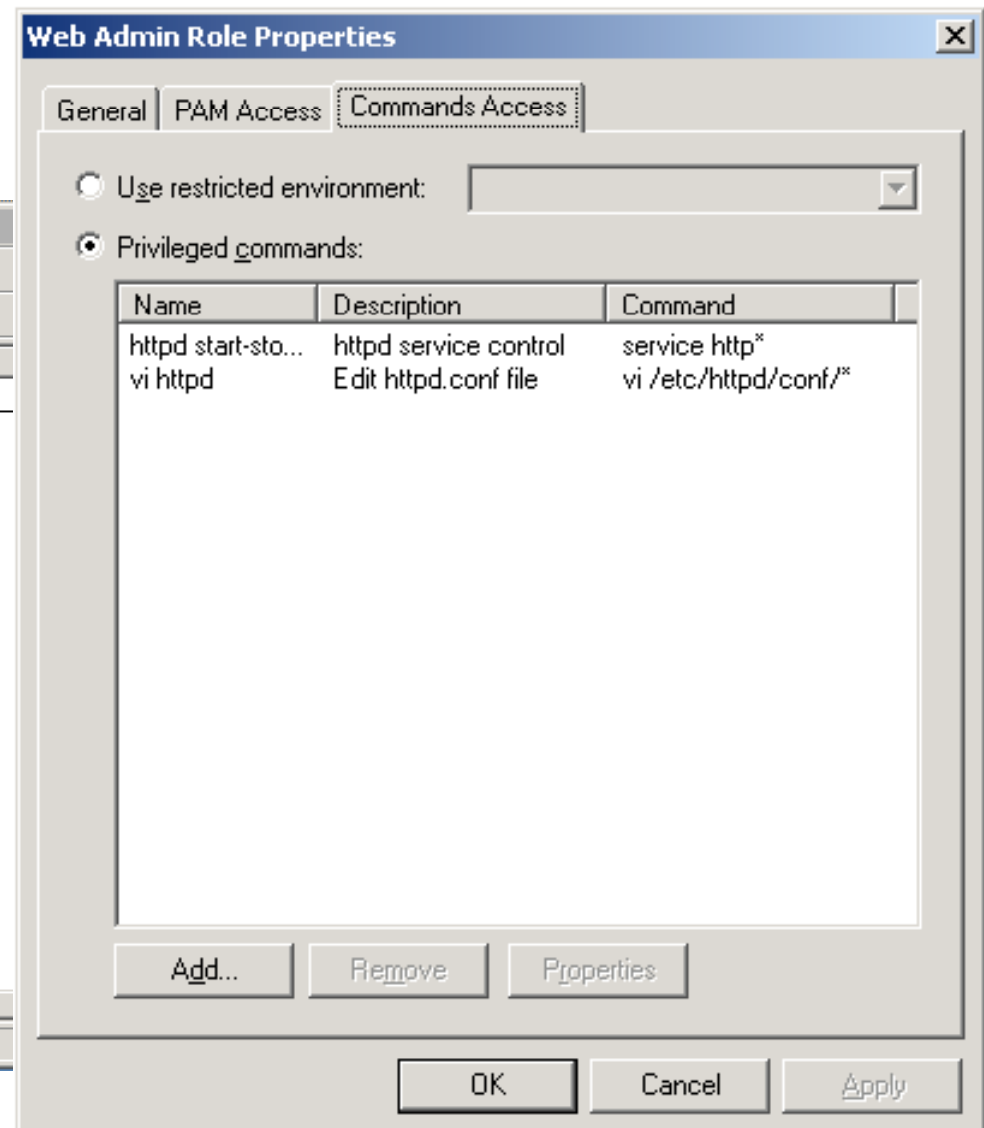 Web Admin Role Properties
General PAM Access Commands Access
Use restricted environment:
Privileged commands:
Name Description Command
httpd start-sto... httpd service control service http*
vi httpd Edit httpd.conf file vi /etc/httpd/conf/*
Add... Remove Properties
OK Cancel Apply